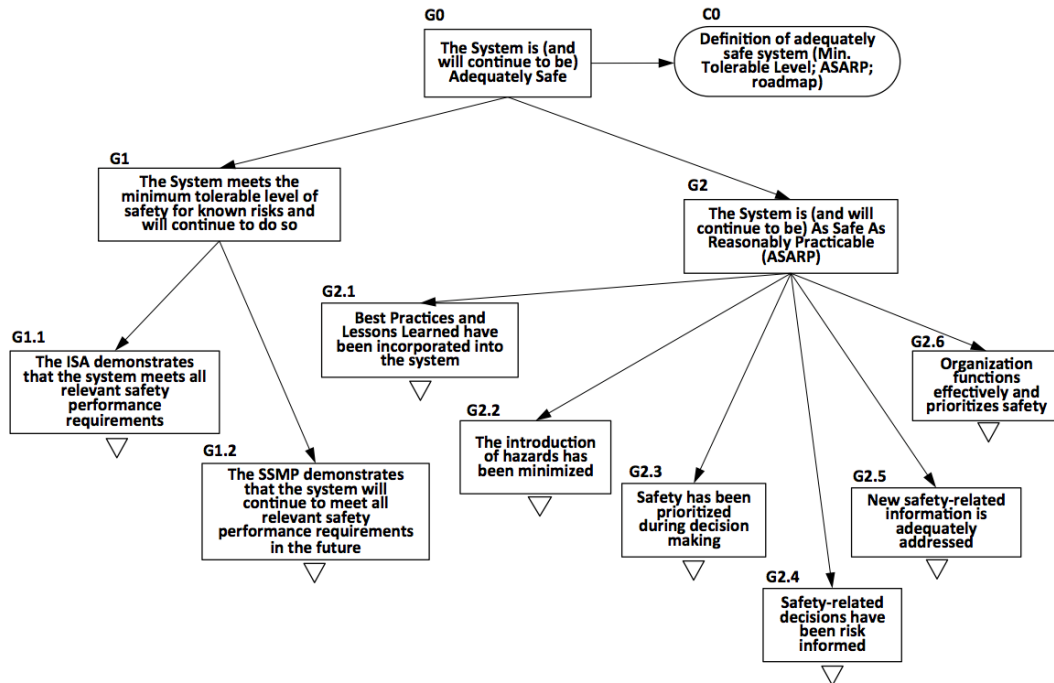 G0
The System is (and
will continue to be)
Adequately Safe
C0
Definition of adequately
safe system (Min.
Tolerable Level; ASARP;
roadmap)
G1
The System meets the
minimum tolerable level of
safety for known risks and
will continue to do so
G2
The System is (and will
continue to be) As Safe As
Reasonably Practicable
(ASARP)
G1.1
The ISA demonstrates
that the system meets all
relevant safety
performance
requirements
G1.2
The SSMP demonstrates
that the system will
continue to meet all
relevant safety
performance requirements
in the future
G2.1
Best Practices and
Lessons Learned have
been incorporated into
the system
G2.2
The introduction
of hazards has
been minimized
G2.3
Safety has been
prioritized
during decision
making
G2.4
Safety-related
decisions have
been risk
informed
G2.5
New safety-related
information is
adequately
addressed
G2.6
Organization
functions
effectively and
prioritizes safety